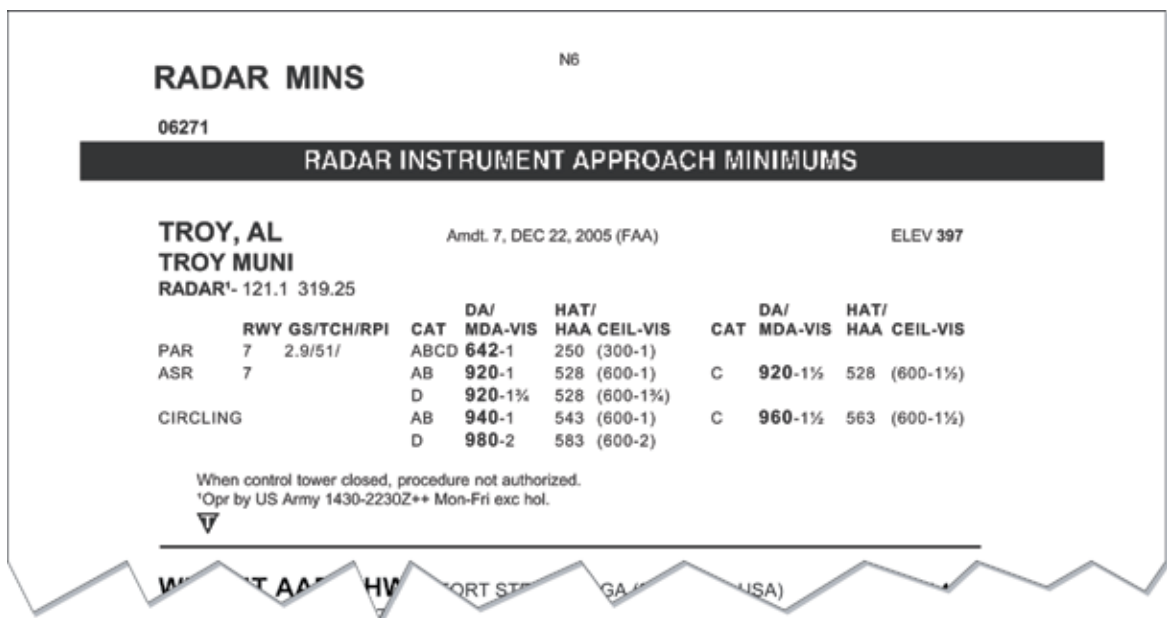 N6
RADAR MINS
06271
RADAR INSTRUMENT APPROACH MINIMUMS
TROY, AL Amdt. 7, DEC 22, 2005 (FAA) ELEV 397
TROY MUNI
RADAR¹- 121.1 319.25
DA/ HAT/ DA/ HAT/
RWY GS/TCH/RPI CAT MDA-VIS HAA CEIL-VIS CAT MDA-VIS HAA CEIL-VIS
PAR 7 2.9/51/ ABCD 642-1 250 (300-1)
ASR 7 AB 920-1 528 (600-1) C 920-1½ 528 (600-1½)
D 920-1¾ 528 (600-1¾)
CIRCLING AB 940-1 543 (600-1) C 960-1½ 563 (600-1½)
D 980-2 583 (600-2)
When control tower closed, procedure not authorized.
¹Opr by US Army 1430-2230Z++ Mon-Fri exc hol.
T